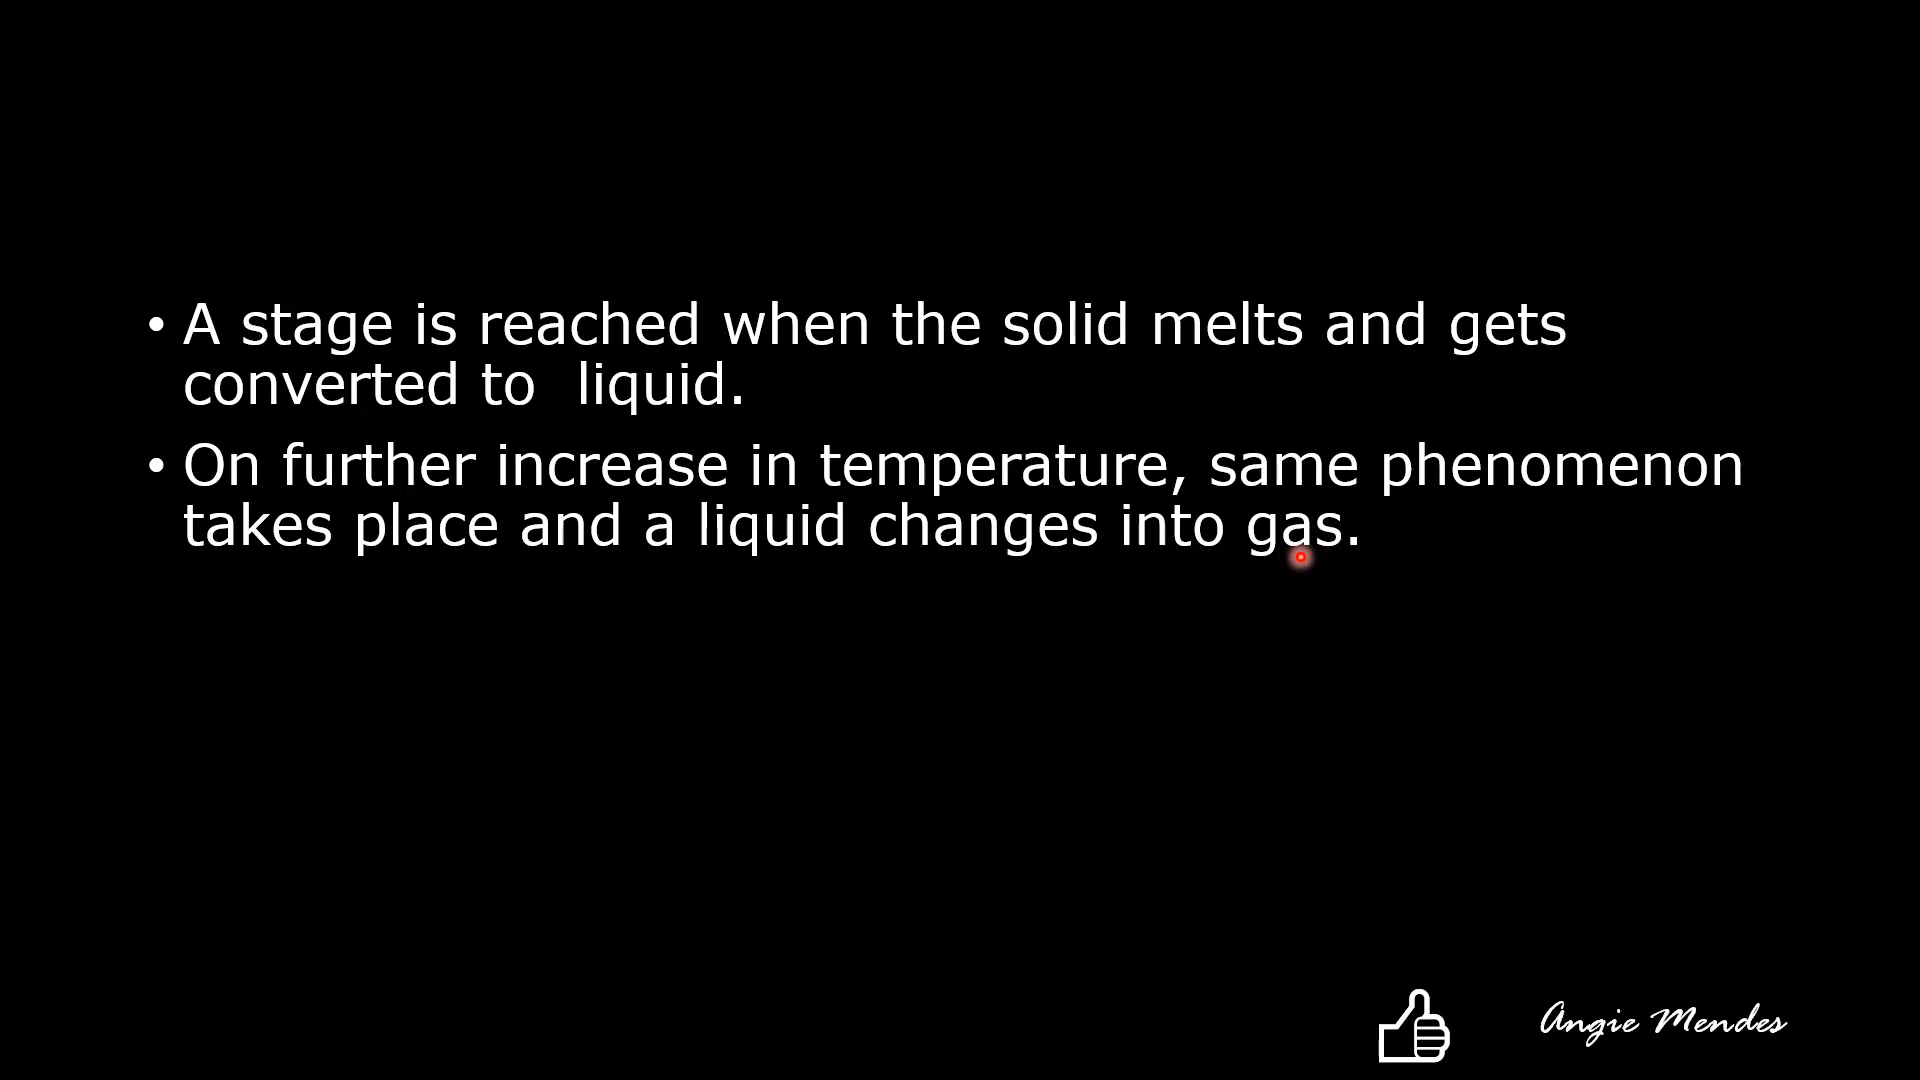 • A stage is reached when the solid melts and gets
converted to  liquid.
• On further increase in temperature, same phenomenon
takes place and a liquid changes into gas.
Angie Mendes